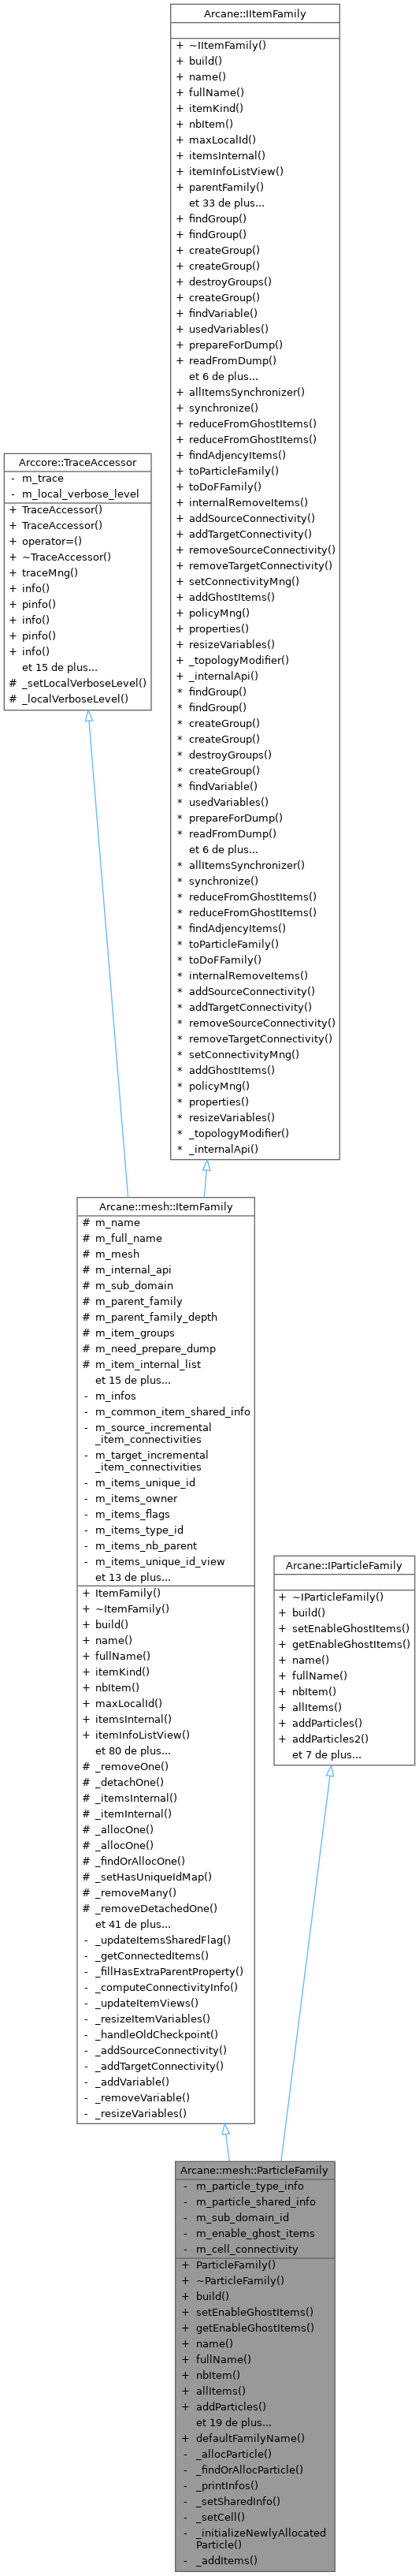 Arcane::IItemFamily
+ ~IItemFamily()
+ build()
+ name()
+ fullName()
+ itemKind()
+ nbItem()
+ maxLocalId()
+ itemsInternal()
+ itemInfoListView()
+ parentFamily()
et 33 de plus...
+ findGroup()
+ findGroup()
+ createGroup()
+ createGroup()
+ destroyGroups()
+ createGroup()
+ findVariable()
+ usedVariables()
+ prepareForDump()
+ readFromDump()
et 6 de plus...
+ allItemsSynchronizer()
+ synchronize()
+ reduceFromGhostItems()
+ reduceFromGhostItems()
+ findAdjencyItems()
+ toParticleFamily()
+ toDoFFamily()
+ internalRemoveItems()
+ addSourceConnectivity()
+ addTargetConnectivity()
+ removeSourceConnectivity()
+ removeTargetConnectivity()
+ setConnectivityMng()
+ addGhostItems()
+ policyMng()
+ properties()
+ resizeVariables()
+ _topologyModifier()
+ _internalApi()
* findGroup()
* findGroup()
* createGroup()
* createGroup()
* destroyGroups()
* createGroup()
* findVariable()
* usedVariables()
* prepareForDump()
* readFromDump()
et 6 de plus...
* allItemsSynchronizer()
* synchronize()
* reduceFromGhostItems()
* reduceFromGhostItems()
* findAdjencyItems()
* toParticleFamily()
* toDoFFamily()
* internalRemoveItems()
* addSourceConnectivity()
* addTargetConnectivity()
* removeSourceConnectivity()
* removeTargetConnectivity()
* setConnectivityMng()
* addGhostItems()
* policyMng()
* properties()
* resizeVariables()
* _topologyModifier()
* _internalApi()
Arccore::TraceAccessor
- m_trace
- m_local_verbose_level
+ TraceAccessor()
+ TraceAccessor()
+ operator=()
+ ~TraceAccessor()
+ traceMng()
+ info()
+ pinfo()
+ info()
+ pinfo()
+ info()
et 15 de plus...
# _setLocalVerboseLevel()
# _localVerboseLevel()
Arcane::mesh::ItemFamily
# m_name
# m_full_name
# m_mesh
# m_internal_api
# m_sub_domain
# m_parent_family
# m_parent_family_depth
# m_item_groups
# m_need_prepare_dump
# m_item_internal_list
et 15 de plus...
- m_infos
- m_common_item_shared_info
- m_source_incremental
_item_connectivities
- m_target_incremental
_item_connectivities
- m_items_unique_id
- m_items_owner
- m_items_flags
- m_items_type_id
- m_items_nb_parent
- m_items_unique_id_view
et 13 de plus...
+ ItemFamily()
+ ~ItemFamily()
+ build()
+ name()
+ fullName()
+ itemKind()
+ nbItem()
+ maxLocalId()
+ itemsInternal()
+ itemInfoListView()
et 80 de plus...
# _removeOne()
# _detachOne()
# _itemsInternal()
# _itemInternal()
# _allocOne()
# _allocOne()
# _findOrAllocOne()
# _setHasUniqueIdMap()
# _removeMany()
# _removeDetachedOne()
et 41 de plus...
- _updateItemsSharedFlag()
- _getConnectedItems()
- _fillHasExtraParentProperty()
- _computeConnectivityInfo()
- _updateItemViews()
- _resizeItemVariables()
- _handleOldCheckpoint()
- _addSourceConnectivity()
- _addTargetConnectivity()
- _addVariable()
- _removeVariable()
- _resizeVariables()
Arcane::IParticleFamily
+ ~IParticleFamily()
+ build()
+ setEnableGhostItems()
+ getEnableGhostItems()
+ name()
+ fullName()
+ nbItem()
+ allItems()
+ addParticles()
+ addParticles2()
et 7 de plus...
Arcane::mesh::ParticleFamily
- m_particle_type_info
- m_particle_shared_info
- m_sub_domain_id
- m_enable_ghost_items
- m_cell_connectivity
+ ParticleFamily()
+ ~ParticleFamily()
+ build()
+ setEnableGhostItems()
+ getEnableGhostItems()
+ name()
+ fullName()
+ nbItem()
+ allItems()
+ addParticles()
et 19 de plus...
+ defaultFamilyName()
- _allocParticle()
- _findOrAllocParticle()
- _printInfos()
- _setSharedInfo()
- _setCell()
- _initializeNewlyAllocated
Particle()
- _addItems()